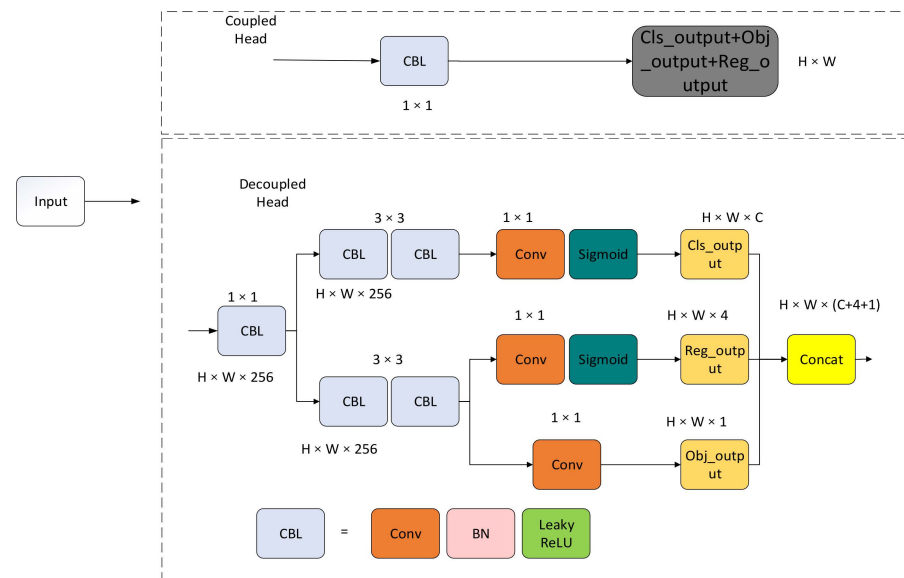 Coupled
Head
CBL
1 × 1
Cls_output+Obj
_output+Reg_o
utput
H × W
Input
Decoupled
Head
3 × 3
CBL
CBL
H × W × 256
1 × 1
Conv
Sigmoid
H × W × C
Cls_outp
ut
1 × 1
CBL
H × W × 256
3 × 3
CBL
CBL
H × W × 256
1 × 1
Conv
Sigmoid
H × W × 4
Reg_outp
ut
H × W × (C+4+1)
Concat
1 × 1
Conv
H × W × 1
Obj_outp
ut
CBL
=
Conv
BN
Leaky
ReLU